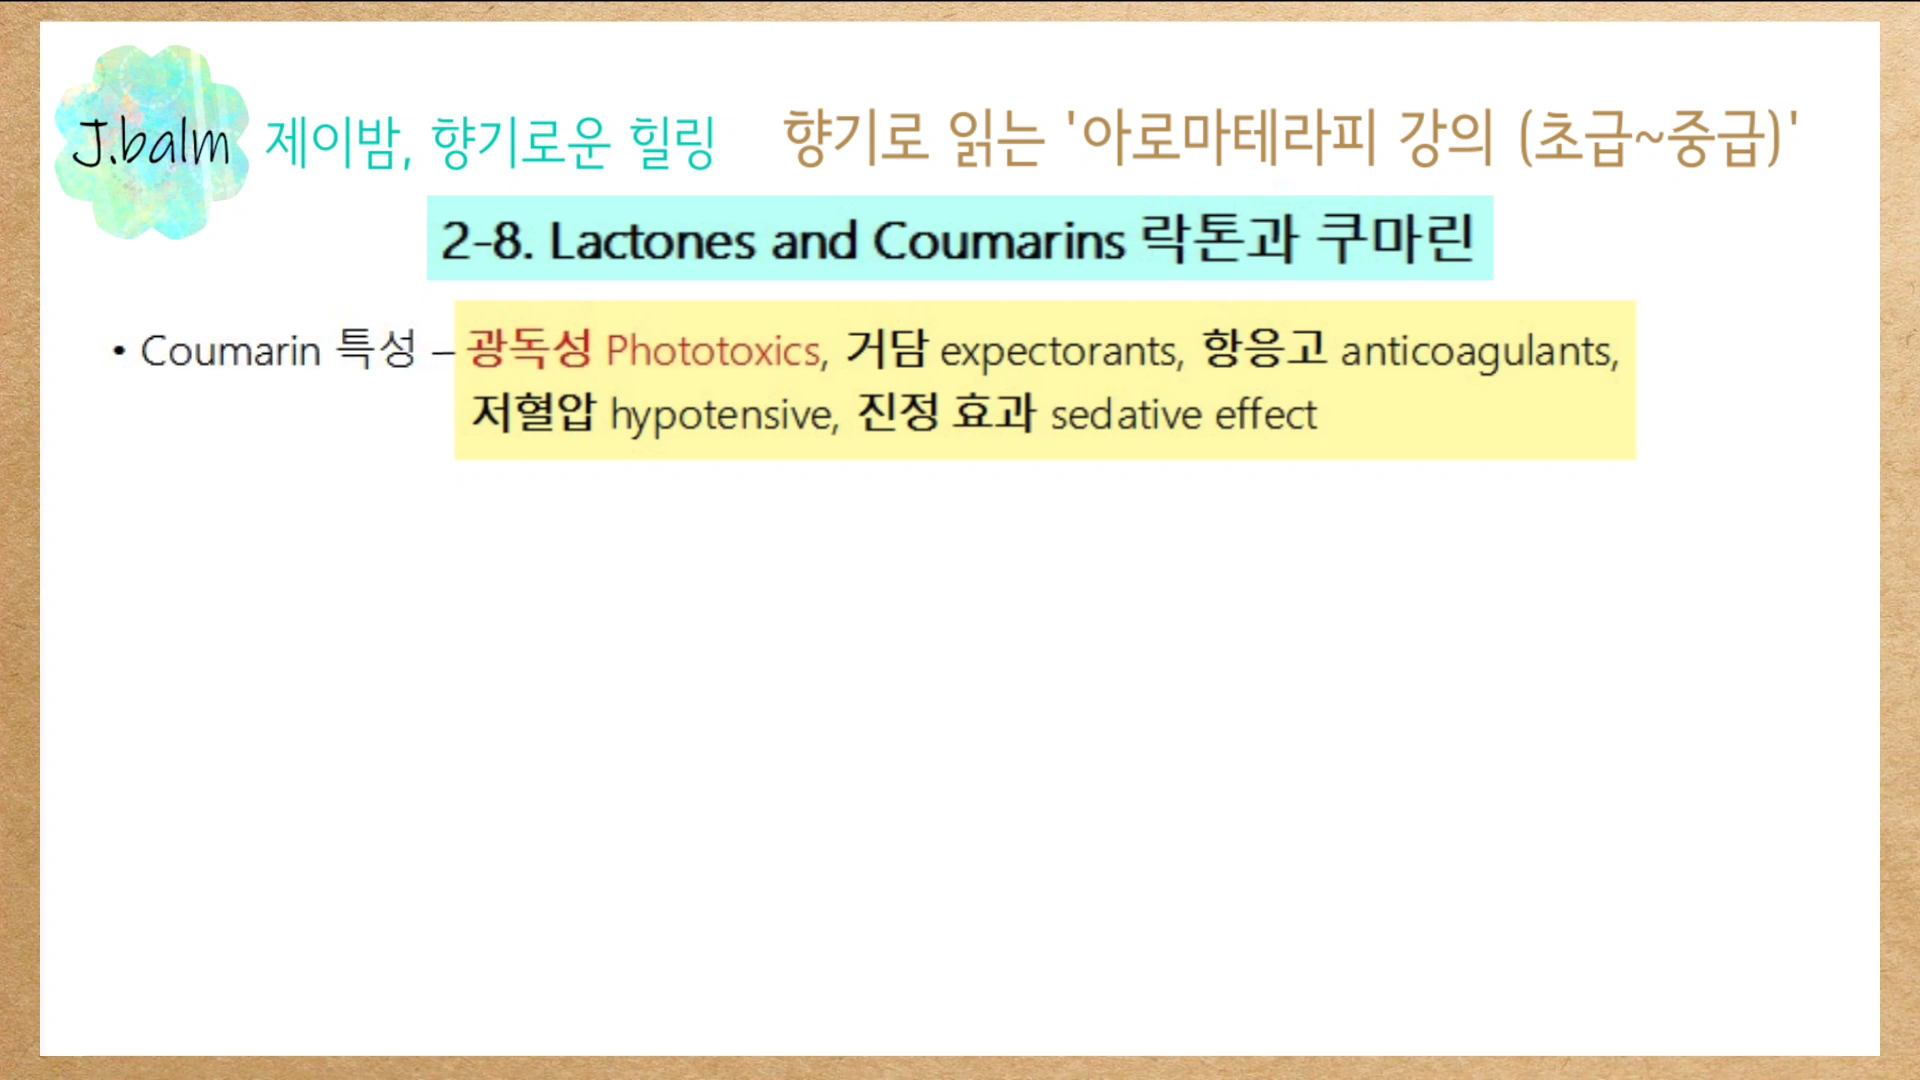 J.balm
제이밤, 향기로운 힐링
향기로 읽는 '아로마테라피 강의 (초급~중급)'
2-8. Lactones and Coumarins 락톤과 쿠마린
• Coumarin 특성 – 광독성 Phototoxics, 거담 expectorants, 항응고 anticoagulants,
저혈압 hypotensive, 진정 효과 sedative effect